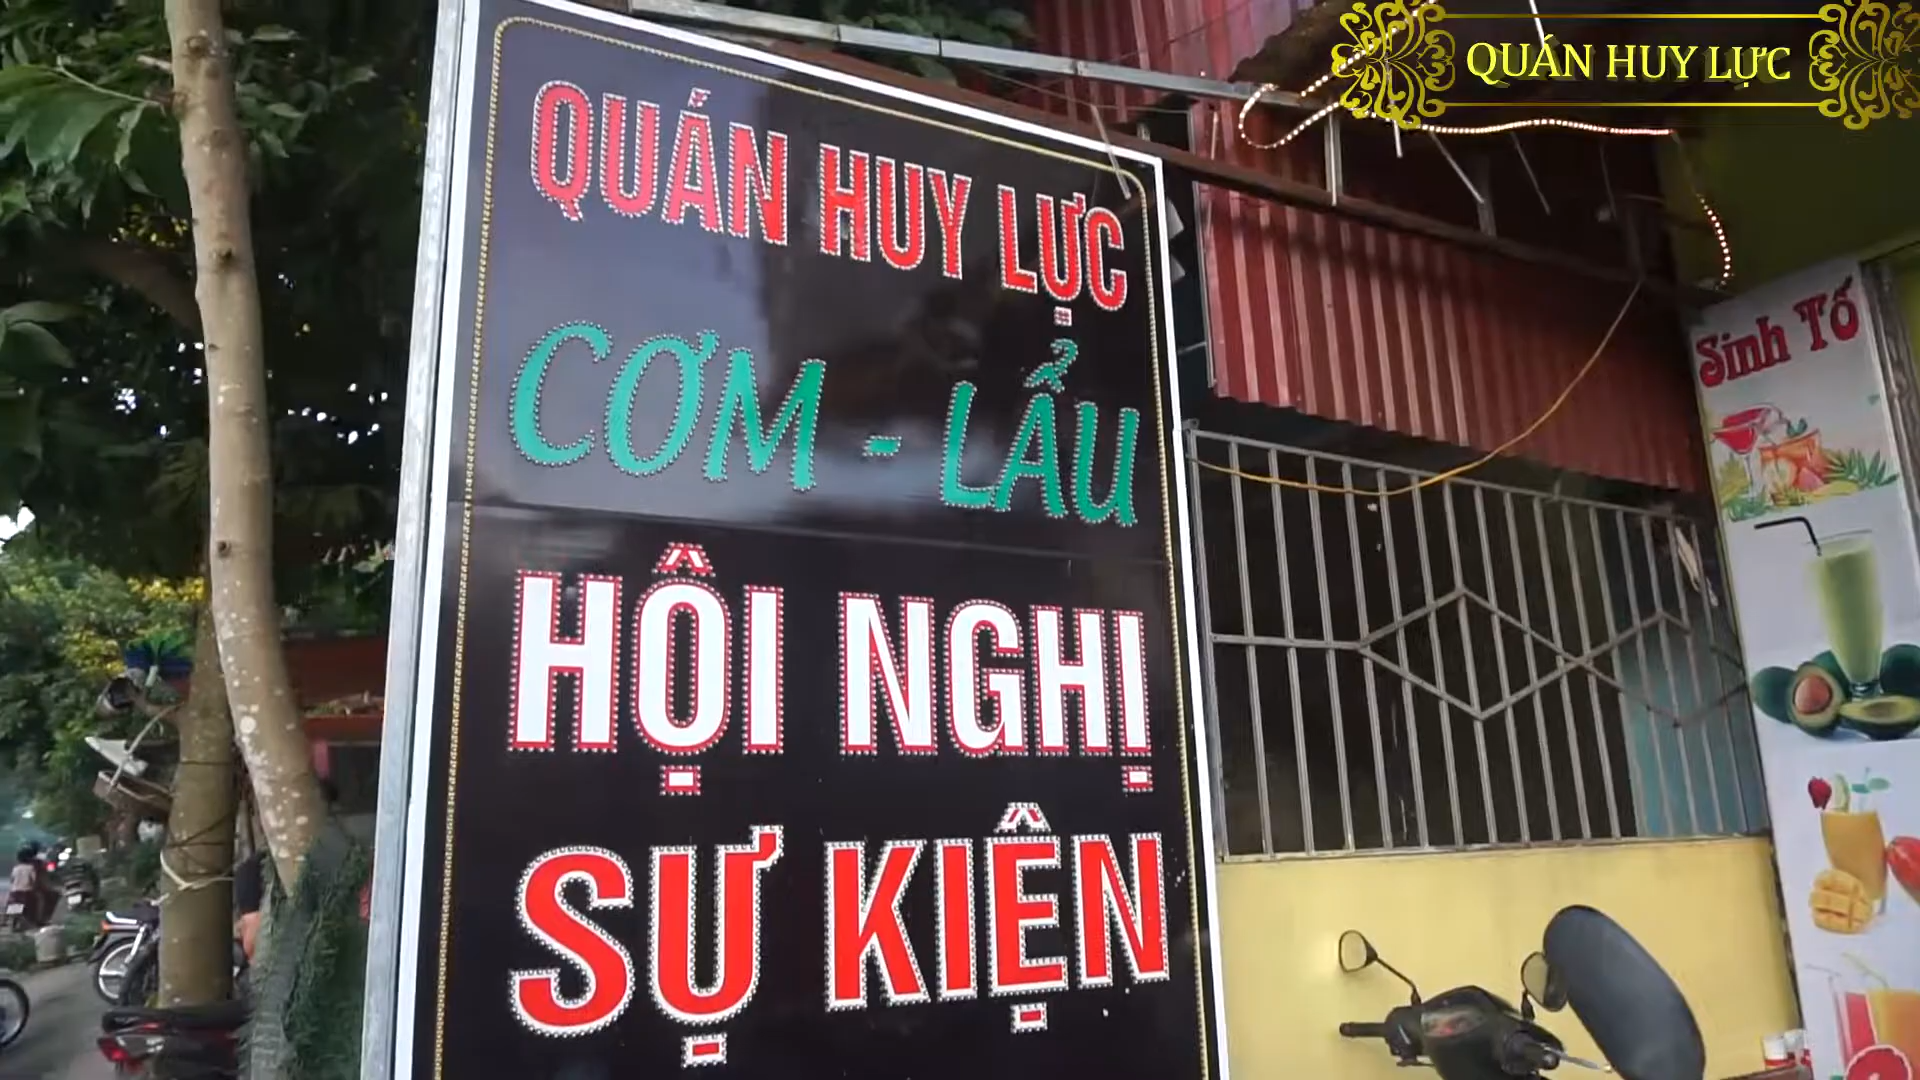 QUÁN HUY LỰC
QUÁN HUY LỰC
CƠM - LẨU
HỘI NGHỊ
SỰ KIỆN
Sinh Tố